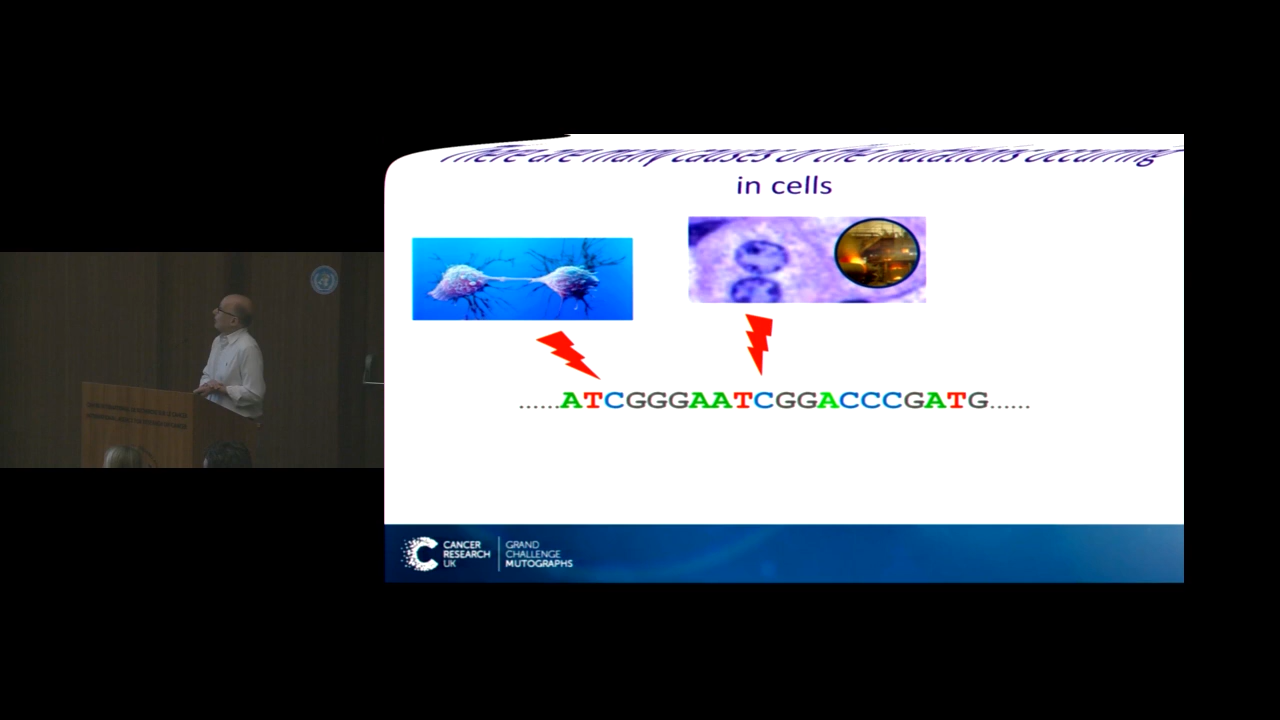 There are many causes of the mutations occurring
in cells
......ATCGGGAATCGGACCCGATG......
CANCER
RESEARCH
UK
GRAND
CHALLENGE
MUTOGRAPHS